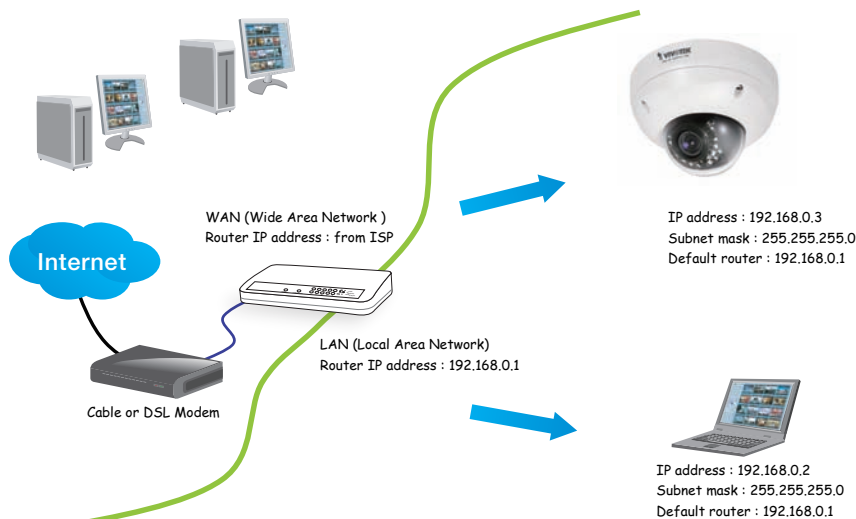 WAN (Wide Area Network )
Router IP address : from ISP
Internet
LAN (Local Area Network)
Router IP address : 192.168.0.1
Cable or DSL Modem
VIVOTEK
IP address : 192.168.0.3
Subnet mask : 255.255.255.0
Default router : 192.168.0.1
IP address : 192.168.0.2
Subnet mask : 255.255.255.0
Default router : 192.168.0.1